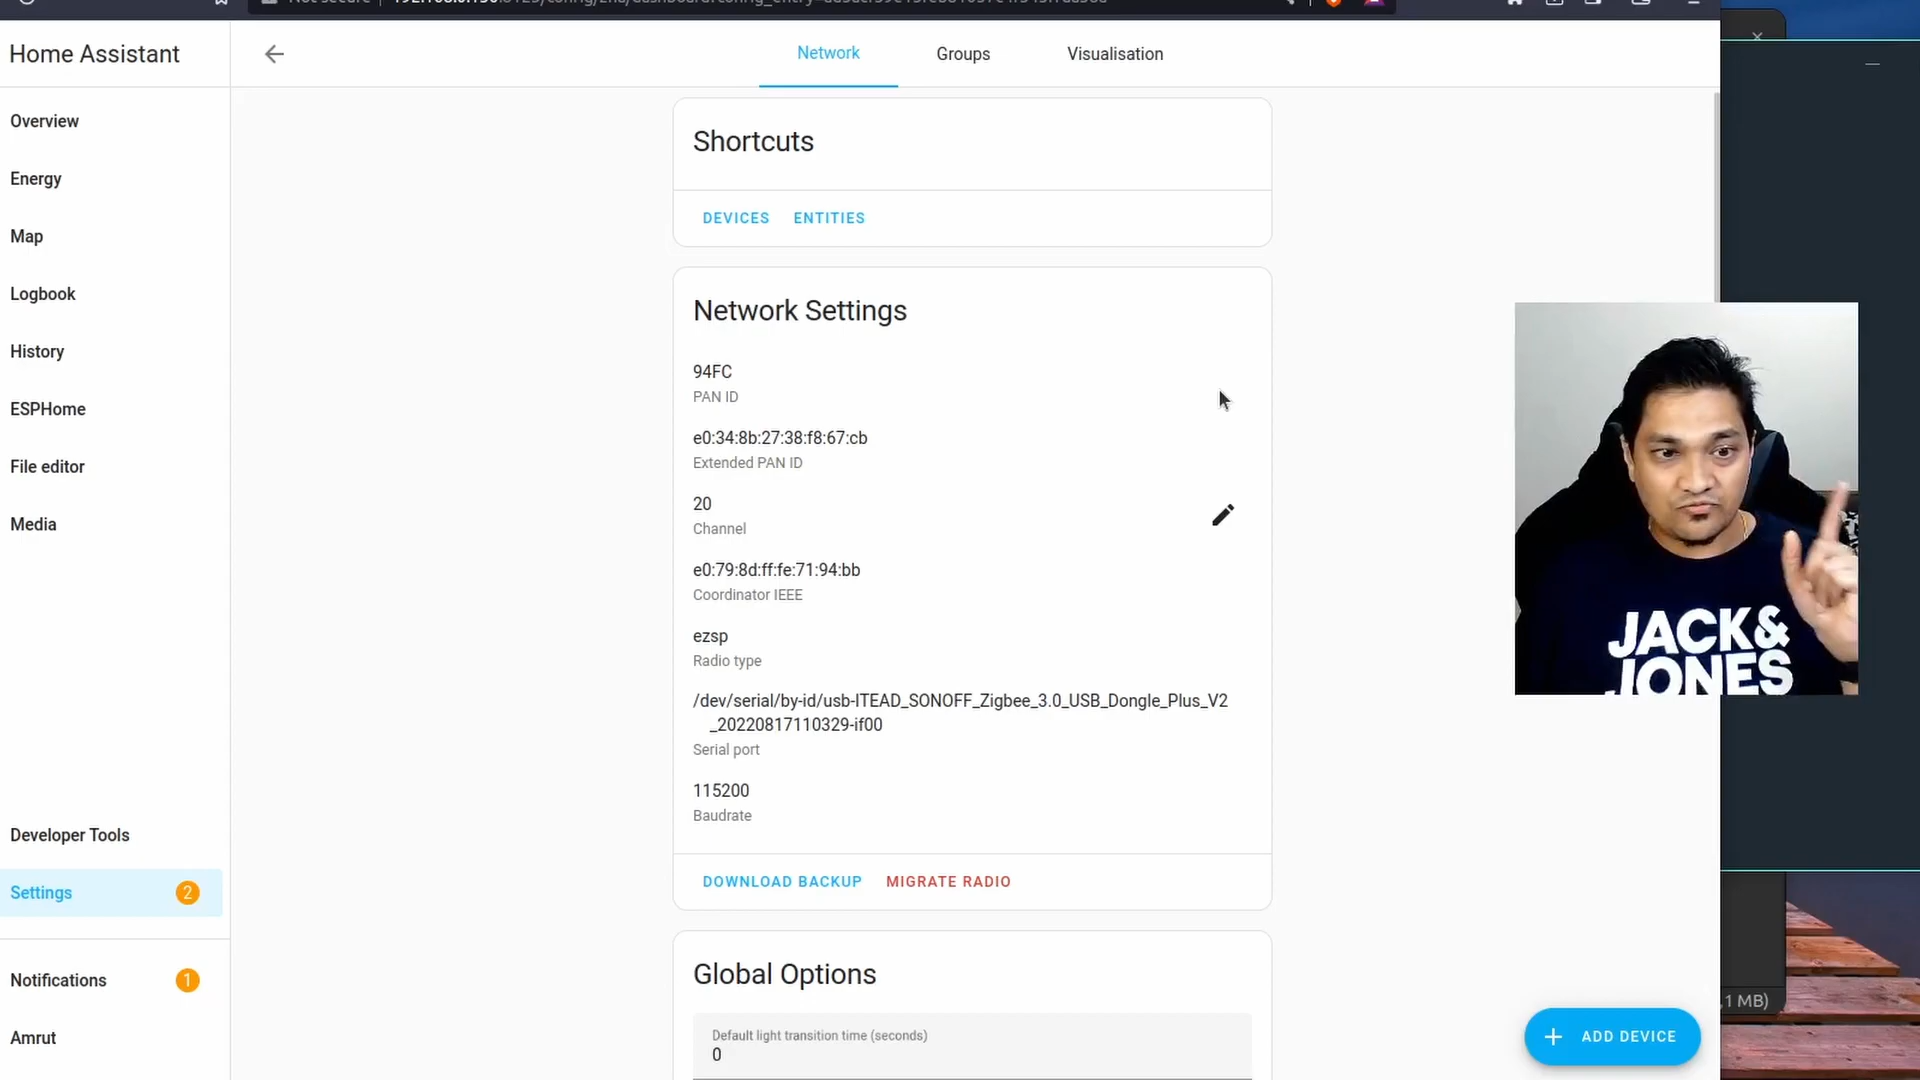 Home Assistant
Network
Groups
Visualisation
Overview
Energy
Map
Logbook
History
ESPHome
File editor
Media
Developer Tools
Settings
2
Notifications
1
Amrut
Shortcuts
DEVICES
ENTITIES
Network Settings
94FC
PAN ID
e0:34:8b:27:38:f8:67:cb
Extended PAN ID
20
Channel
e0:79:8d:ff:fe:71:94:bb
Coordinator IEEE
ezsp
Radio type
/dev/serial/by-id/usb-ITEAD_SONOFF_Zigbee_3.0_USB_Dongle_Plus_V2
_20220817110329-if00
Serial port
115200
Baudrate
DOWNLOAD BACKUP
MIGRATE RADIO
Global Options
Default light transition time (seconds)
0
ADD DEVICE
JACK&
JONES
1 MB)